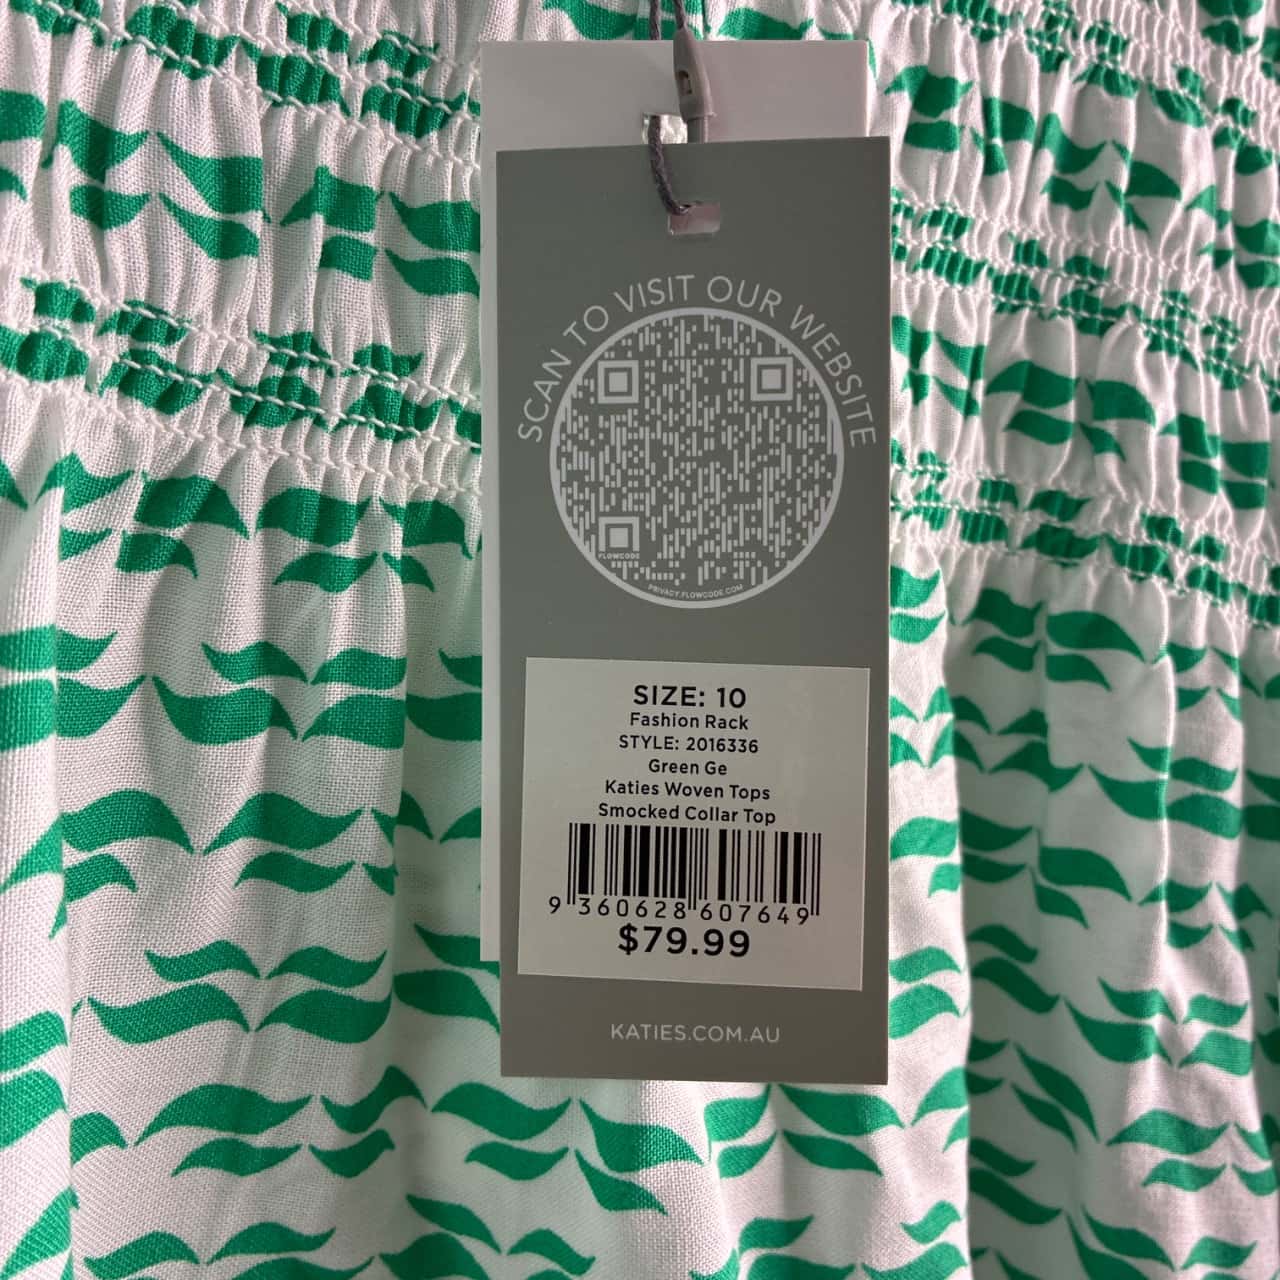 SCAN TO VISIT OUR WEBSITE
FLOWCODE
PRIVACY.FLOWCODE.COM
SIZE: 10
Fashion Rack
STYLE: 2016336
Green Ge
Katies Woven Tops
Smocked Collar Top
9 360628 607649
$79.99
KATIES.COM.AU